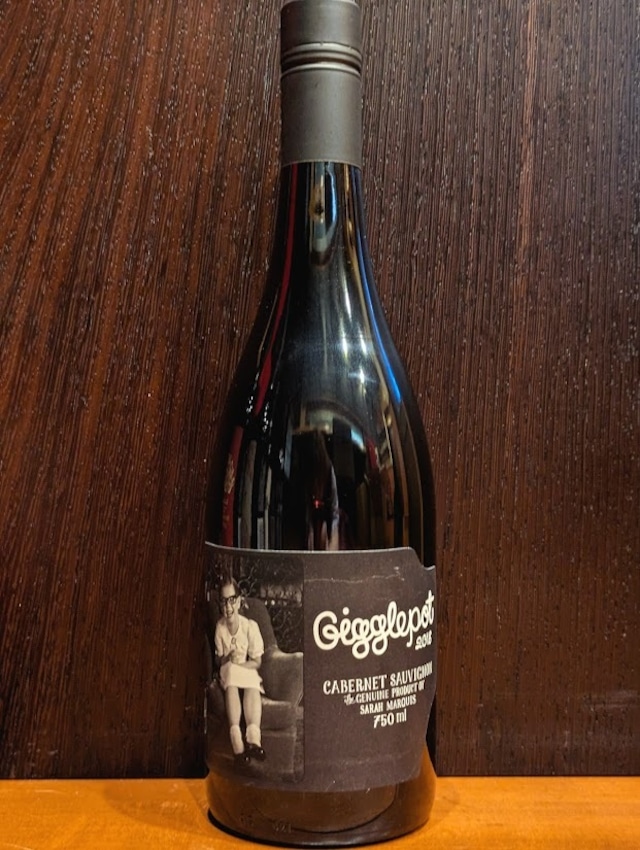 Gigglepot
2018
CABERNET SAUVIGNON
the GENUINE PRODUCT OF
SARAH MARQUIS
750 ml